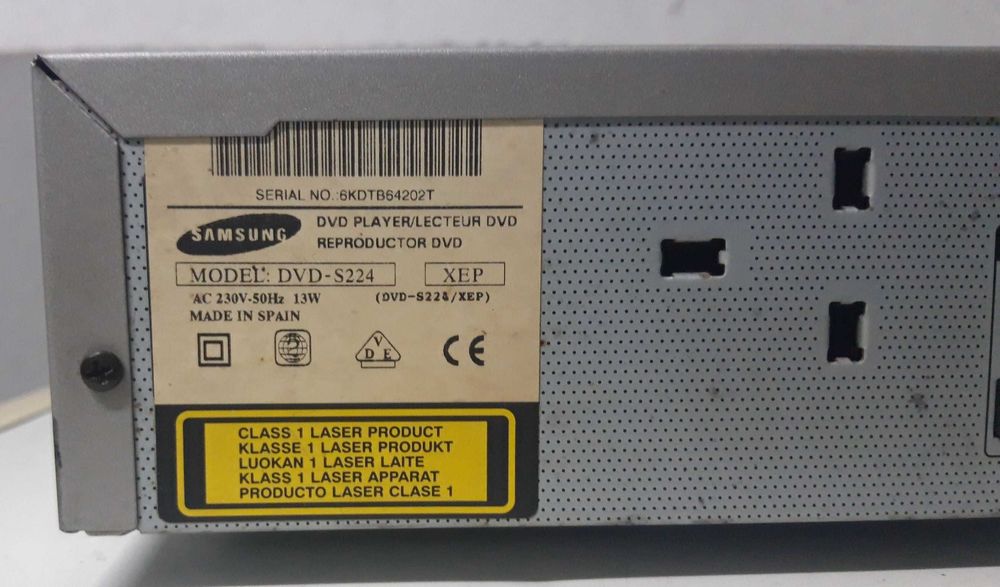 SERIAL NO.:6KDTB64202T
SAMSUNG DVD PLAYER/LECTEUR DVD
REPRODUCTOR DVD
MODEL: DVD-S224 XEP
AC 230V-50Hz 13W (DVD-S224/XEP)
MADE IN SPAIN
VDE CE
CLASS 1 LASER PRODUCT
KLASSE 1 LASER PRODUKT
LUOKAN 1 LASER LAITE
KLASS 1 LASER APPARAT
PRODUCTO LASER CLASE 1